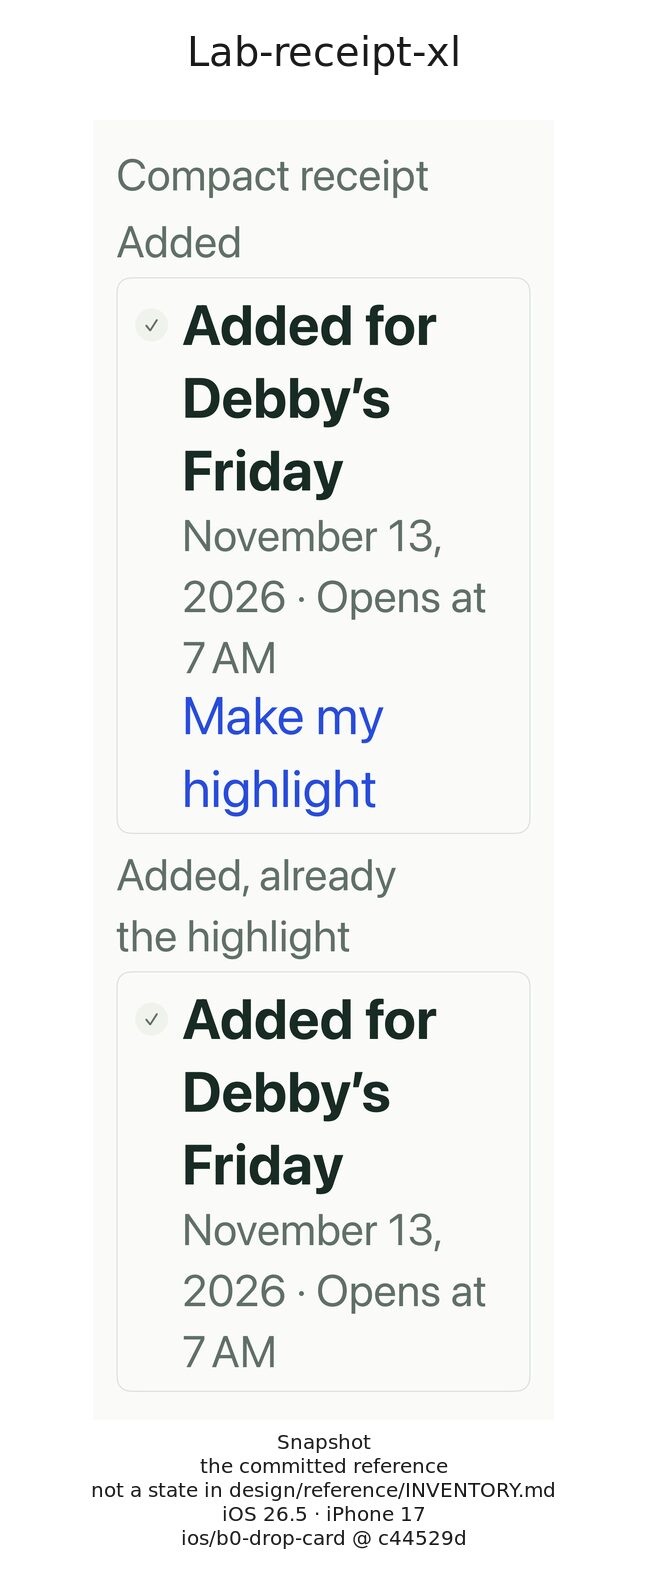 Lab-receipt-xl
Compact receipt
Added
Added for
Debby’s
Friday
November 13,
2026 · Opens at
7 AM
Make my
highlight
Added, already
the highlight
Added for
Debby’s
Friday
November 13,
2026 · Opens at
7 AM
Snapshot
the committed reference
not a state in design/reference/INVENTORY.md
iOS 26.5 · iPhone 17
ios/b0-drop-card @ c44529d